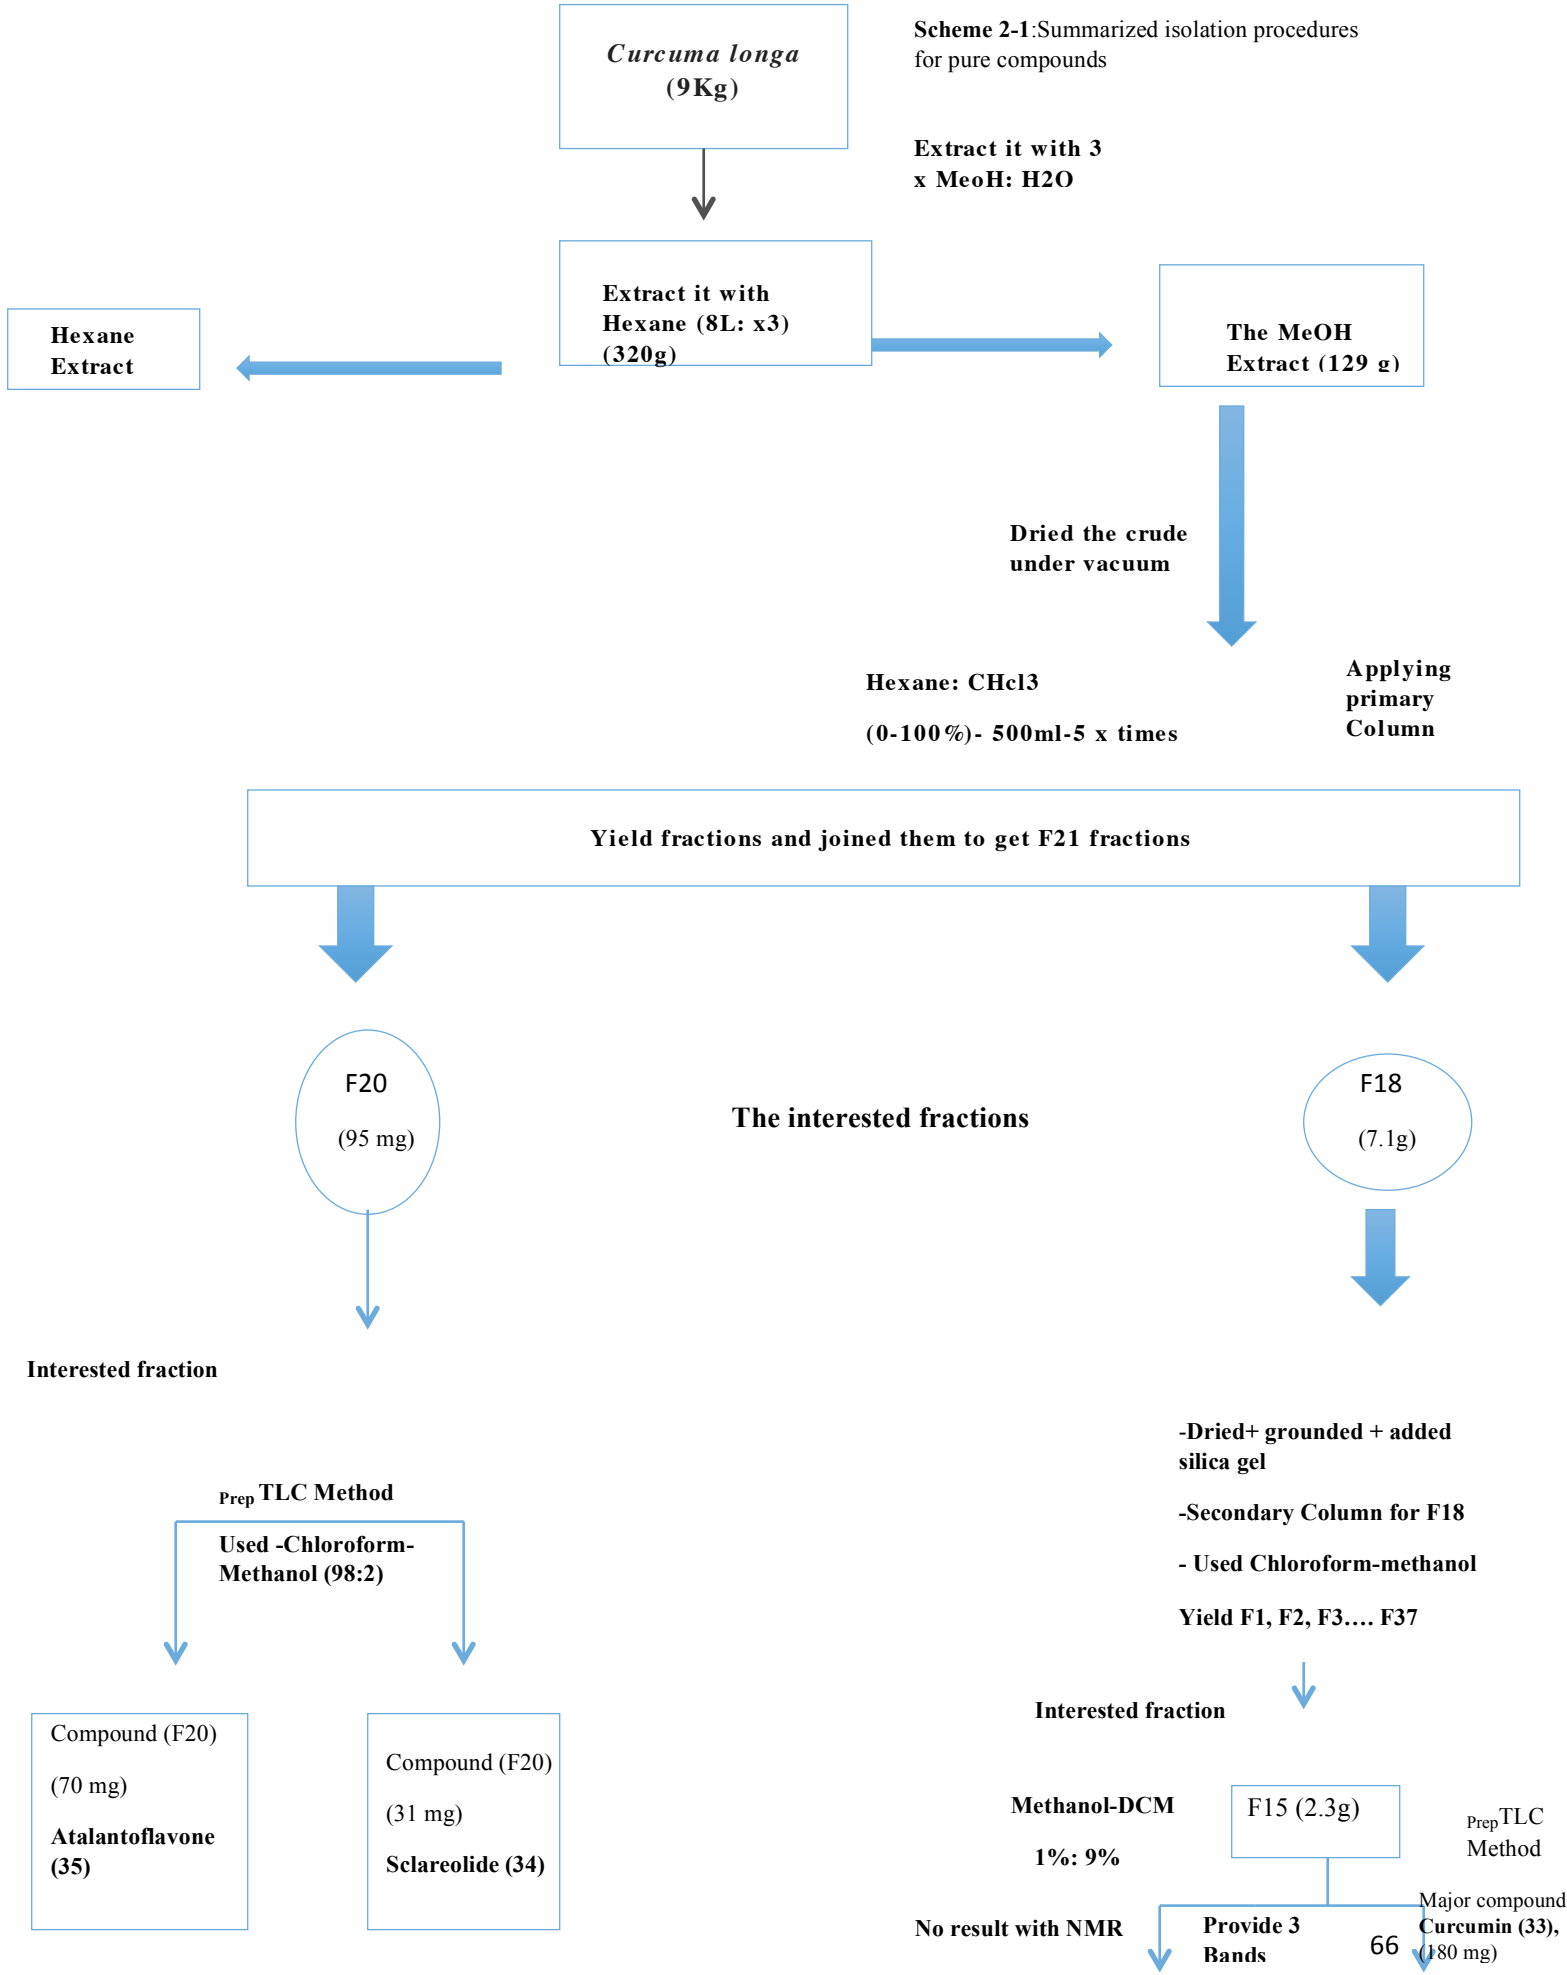 Curcuma longa
(9Kg)
Scheme 2-1:Summarized isolation procedures
for pure compounds
Extract it with 3
x MeoH: H2O
Extract it with
Hexane (8L: x3)
(320g)
Hexane
Extract
The MeOH
Extract (129 g)
Dried the crude
under vacuum
Hexane: CHcl3
(0-100%)- 500ml-5 x times
Applying
primary
Column
Yield fractions and joined them to get F21 fractions
F20
(95 mg)
The interested fractions
F18
(7.1g)
Interested fraction
-Dried+ grounded + added
silica gel
-Secondary Column for F18
- Used Chloroform-methanol
Yield F1, F2, F3…. F37
Prep TLC Method
Used -Chloroform-
Methanol (98:2)
Compound (F20)
(70 mg)
Atalantoflavone
(35)
Compound (F20)
(31 mg)
Sclareolide (34)
Interested fraction
Methanol-DCM
1%: 9%
F15 (2.3g)
PrepTLC
Method
No result with NMR
Provide 3
Bands
66
Major compound
Curcumin (33),
(180 mg)